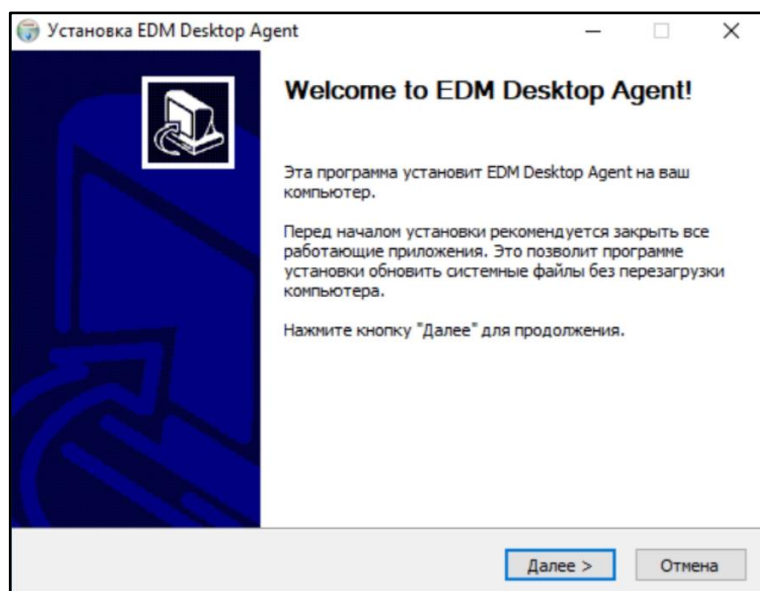 Установка EDM Desktop Agent
Welcome to EDM Desktop Agent!
Эта программа установит EDM Desktop Agent на ваш
компьютер.
Перед началом установки рекомендуется закрыть все
работающие приложения. Это позволит программе
установки обновить системные файлы без перезагрузки
компьютера.
Нажмите кнопку "Далее" для продолжения.
Далее >
Отмена